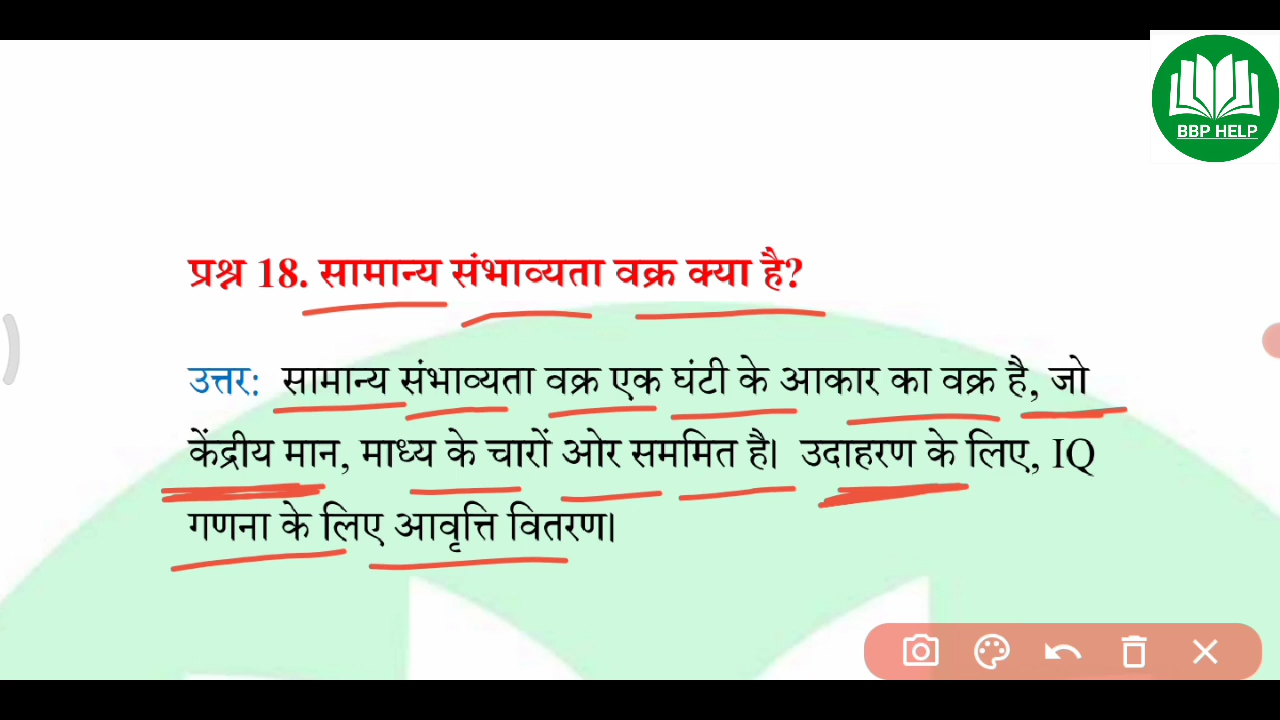 BBP HELP
प्रश्न 18. सामान्य संभाव्यता वक्र क्या है?
उत्तर: सामान्य संभाव्यता वक्र एक घंटी के आकार का वक्र है, जो
केंद्रीय मान, माध्य के चारों ओर सममित है। उदाहरण के लिए, IQ
गणना के लिए आवृत्ति वितरण।